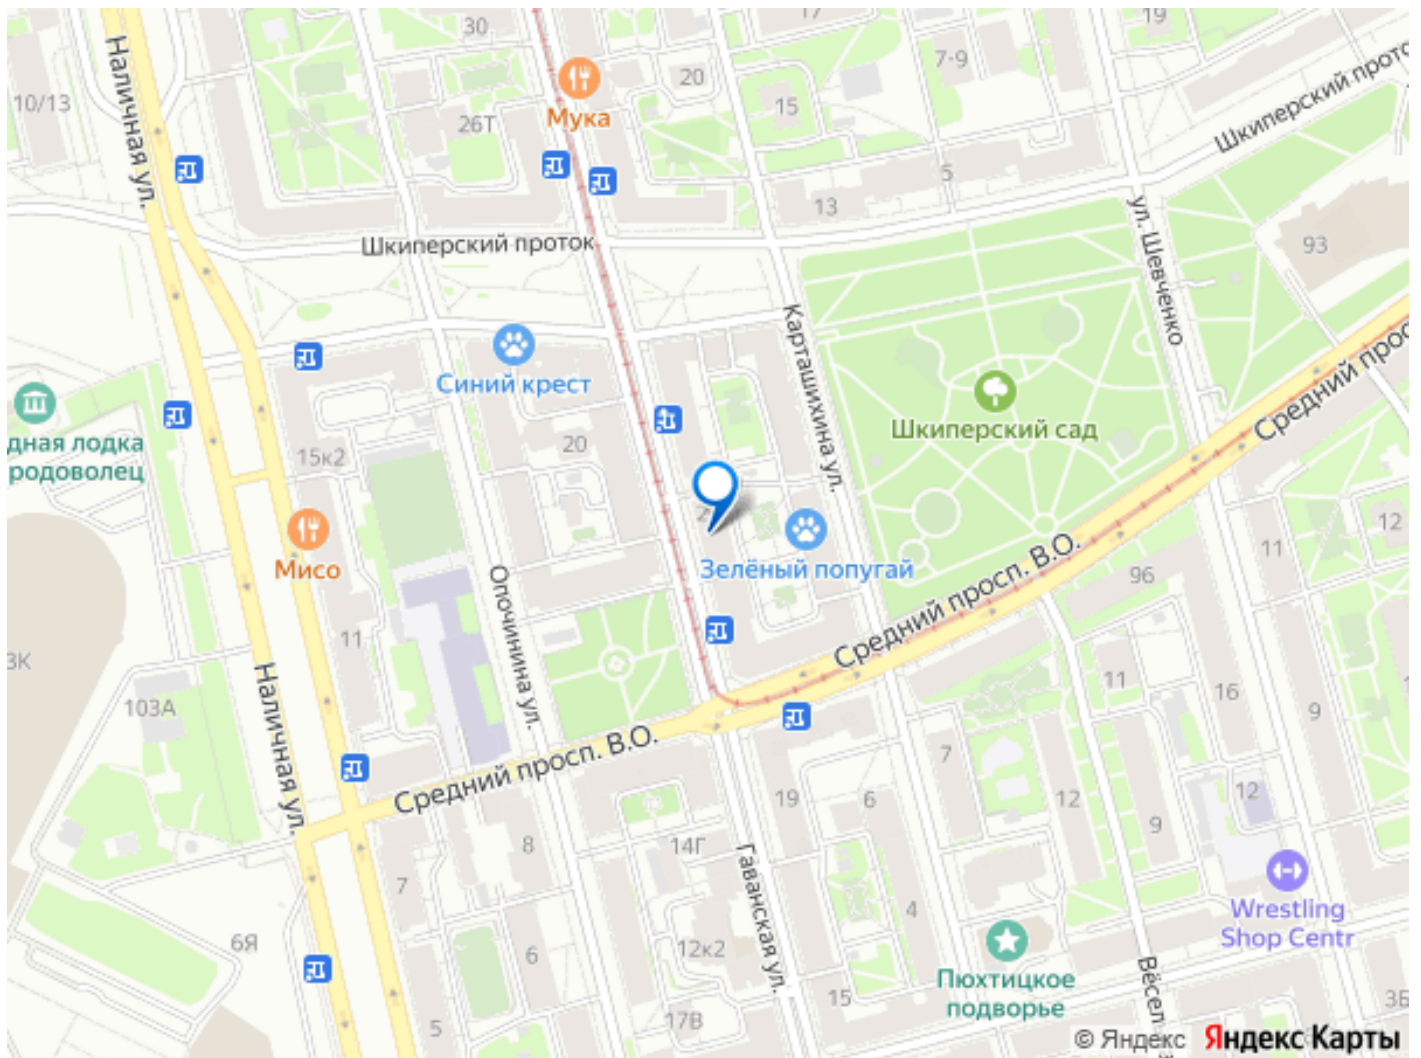 30
17
19
10/13
Наличная ул.
26Т
Мука
20
15
7-9
Шкиперский прото
5
13
Шкиперский проток
ул. Шевченко
93
Карташихина ул.
Синий крест
Шкиперский сад
Средний прос
дная лодка
родоволец
15к2
20
Мисо
Зелёный попугай
Опочинина ул.
Средний просп. В.О.
96
11
12
11
3К
103А
Наличная ул.
11
16
9
Средний просп. В.О.
7
19
6
12
12
9
8
14Г
Гаванская ул.
7
4
Wrestling
Shop Centr
6Я
6
12к2
Пюхтицкое
подворье
Вёсел
15
17В
5
3Б
© Яндекс Яндекс Карты